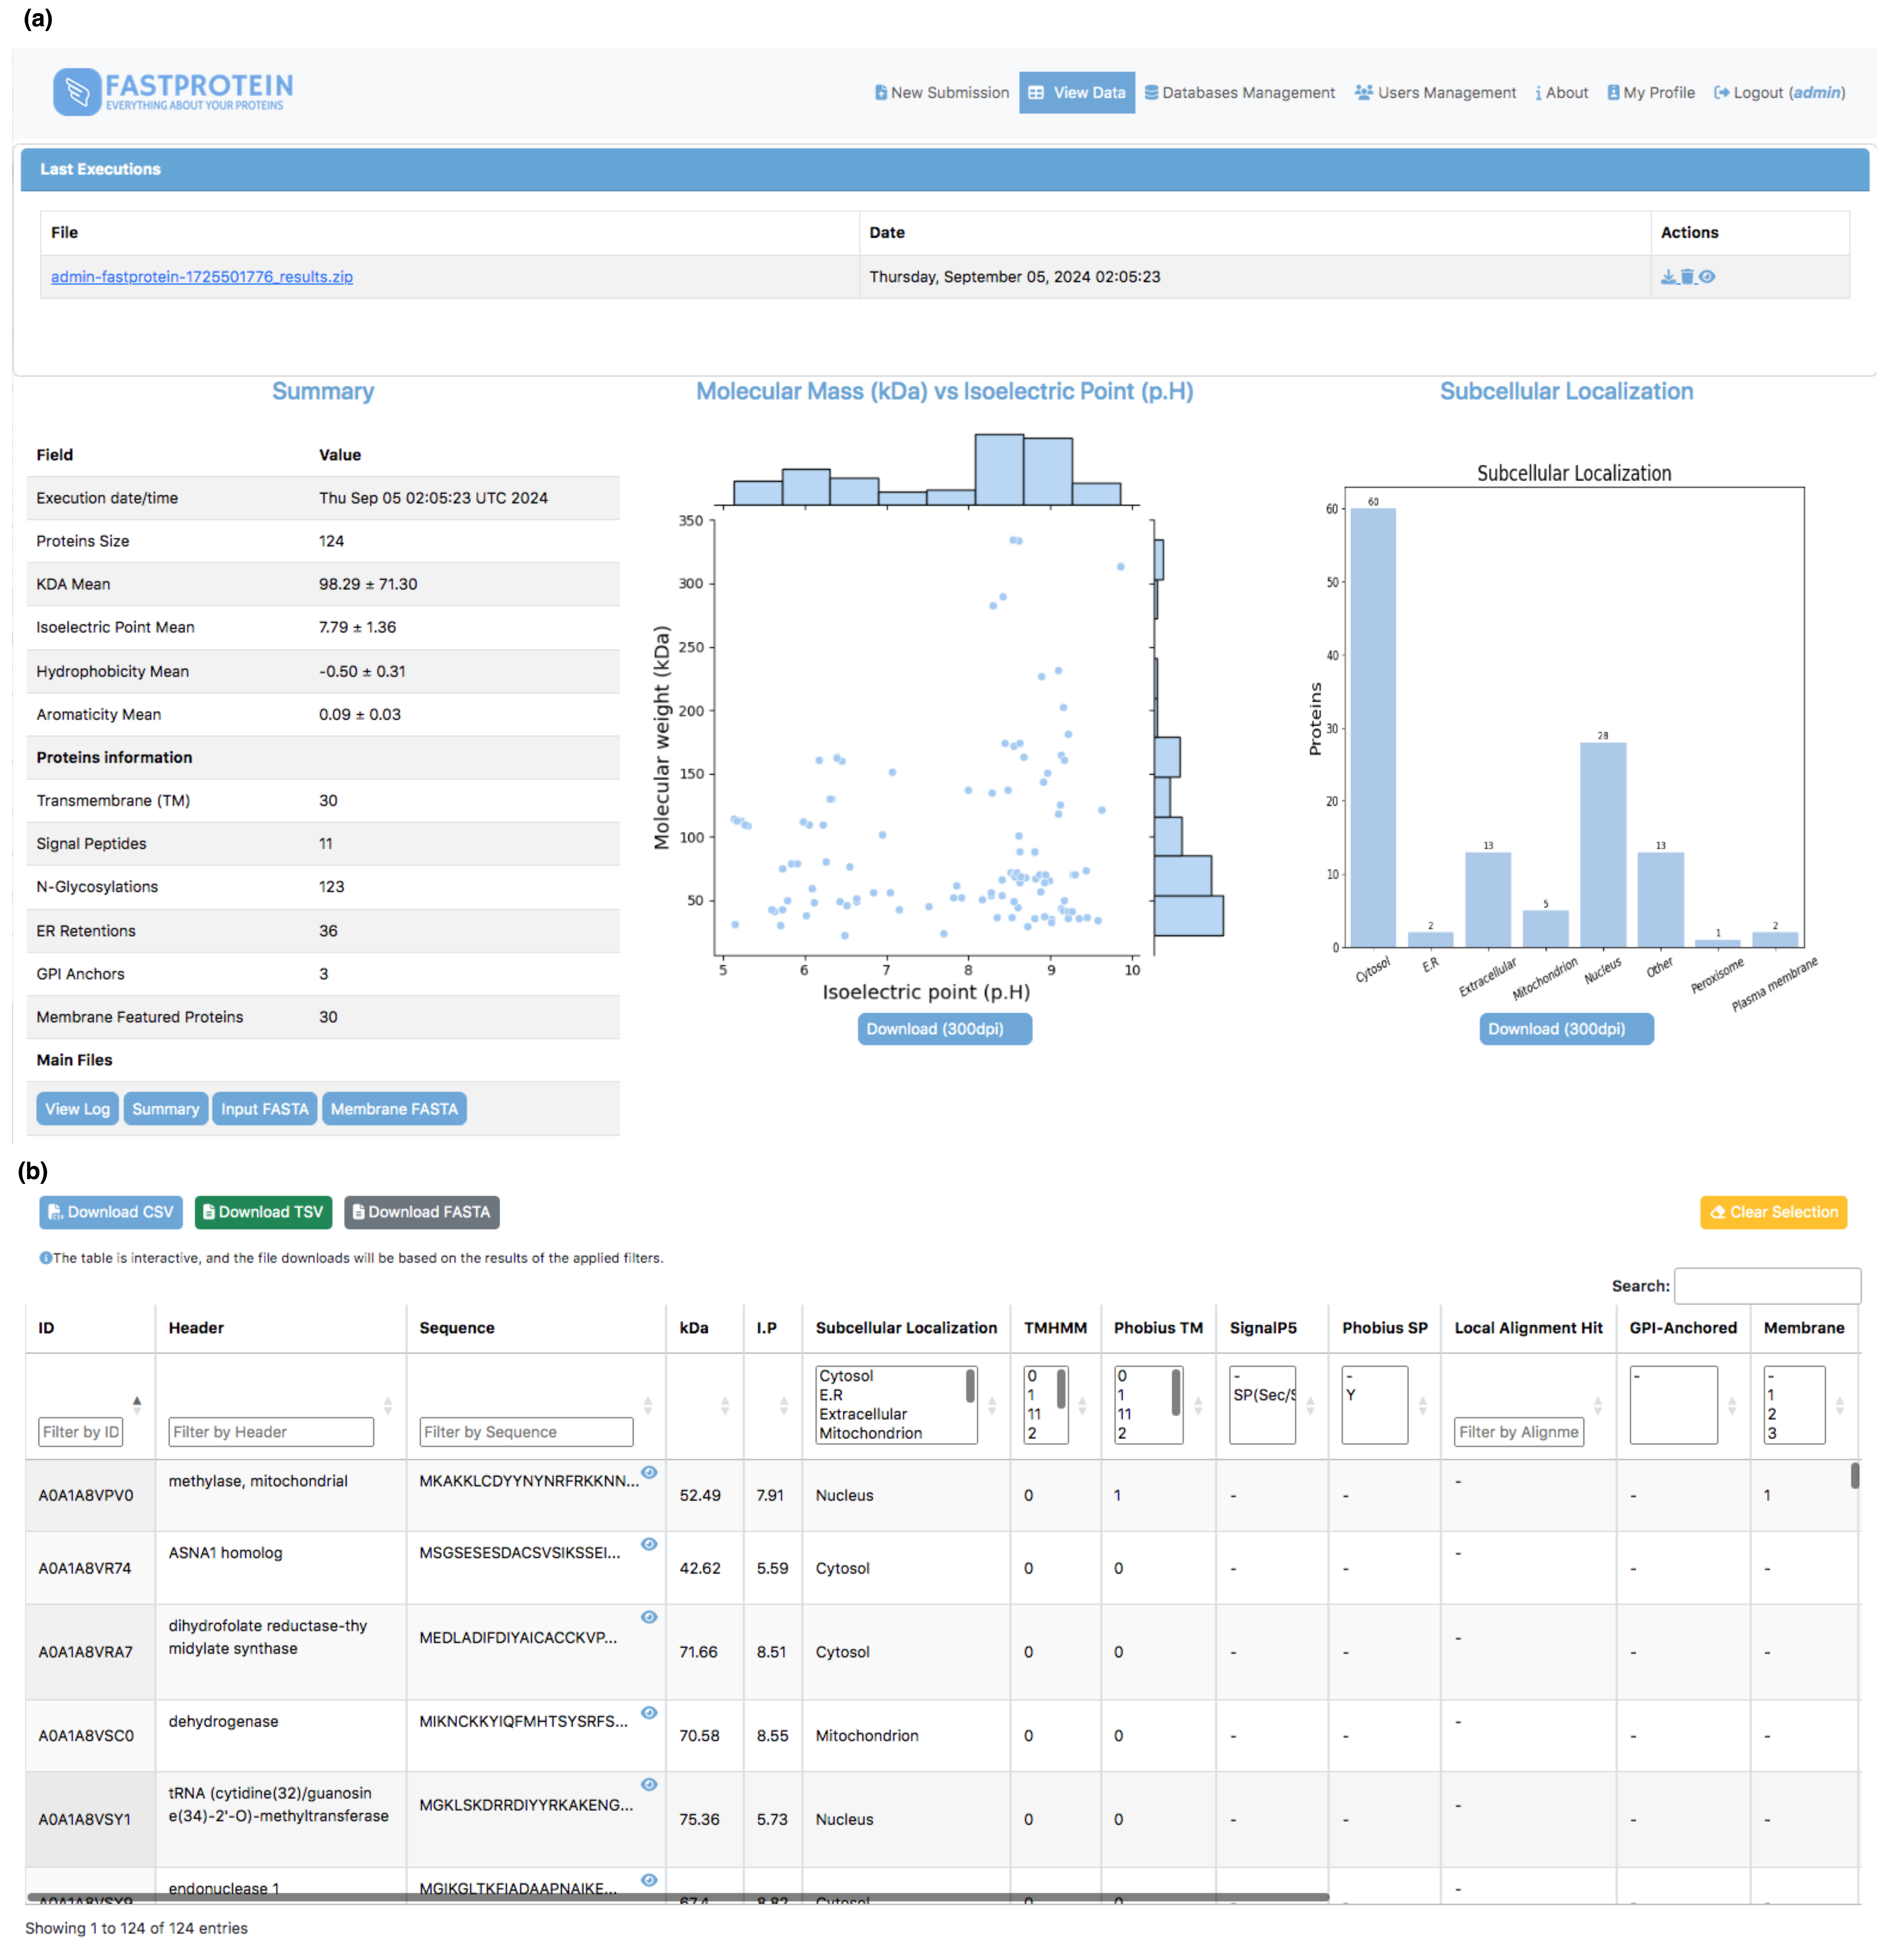 (a)
FASTPROTEIN
EVERYTHING ABOUT YOUR PROTEINS
New Submission View Data Databases Management Users Management About My Profile Logout (admin)
Last Executions
File Date Actions
admin-fastprotein-1725501776_results.zip Thursday, September 05, 2024 02:05:23
Summary
Field Value
Execution date/time Thu Sep 05 02:05:23 UTC 2024
Proteins Size 124
KDA Mean 98.29 ± 71.30
Isoelectric Point Mean 7.79 ± 1.36
Hydrophobicity Mean -0.50 ± 0.31
Aromaticity Mean 0.09 ± 0.03
Proteins information
Transmembrane (TM) 30
Signal Peptides 11
N-Glycosylations 123
ER Retentions 36
GPI Anchors 3
Membrane Featured Proteins 30
Main Files
View Log Summary Input FASTA Membrane FASTA
Molecular Mass (kDa) vs Isoelectric Point (p.H)
Molecular weight (kDa)
350
300
250
200
150
100
50
5 6 7 8 9 10
Isoelectric point (p.H)
Download (300dpi)
Subcellular Localization
Subcellular Localization
Proteins
60
50
40
30
20
10
0
60 2 13 5 28 13 1 2
Cytosol E.R Extracellular Mitochondrion Nucleus Other Peroxisome Plasma membrane
Download (300dpi)
(b)
Download CSV Download TSV Download FASTA Clear Selection
The table is interactive, and the file downloads will be based on the results of the applied filters.
Search:
ID Header Sequence kDa I.P Subcellular Localization TMHMM Phobius TM SignalP5 Phobius SP Local Alignment Hit GPI-Anchored Membrane
Cytosol 0 0 - - - -
E.R 1 1 SP(Sec/S Y 1
Extracellular 11 11 2
Filter by ID Filter by Header Filter by Sequence Mitochondrion 2 2 Filter by Alignme 3
A0A1A8VPV0 methylase, mitochondrial MKAKKLCDYYNYNRFRKKNN... 52.49 7.91 Nucleus 0 1 - - - - 1
A0A1A8VR74 ASNA1 homolog MSGSESESDACSVSIKSSEI... 42.62 5.59 Cytosol 0 0 - - - - -
A0A1A8VRA7 dihydrofolate reductase-thy
midylate synthase MEDLADIFDIYAICACCKVP... 71.66 8.51 Cytosol 0 0 - - - - -
A0A1A8VSC0 dehydrogenase MIKNCKKYIQFMHTSYSRFS... 70.58 8.55 Mitochondrion 0 0 - - - - -
A0A1A8VSY1 tRNA (cytidine(32)/guanosin
e(34)-2'-O)-methyltransferase MGKLSKDRRDIYYRKAKENG... 75.36 5.73 Nucleus 0 0 - - - - -
endonuclease 1 MGIKGLTKFIADAAPNAIKE... Cytosol -
Showing 1 to 124 of 124 entries